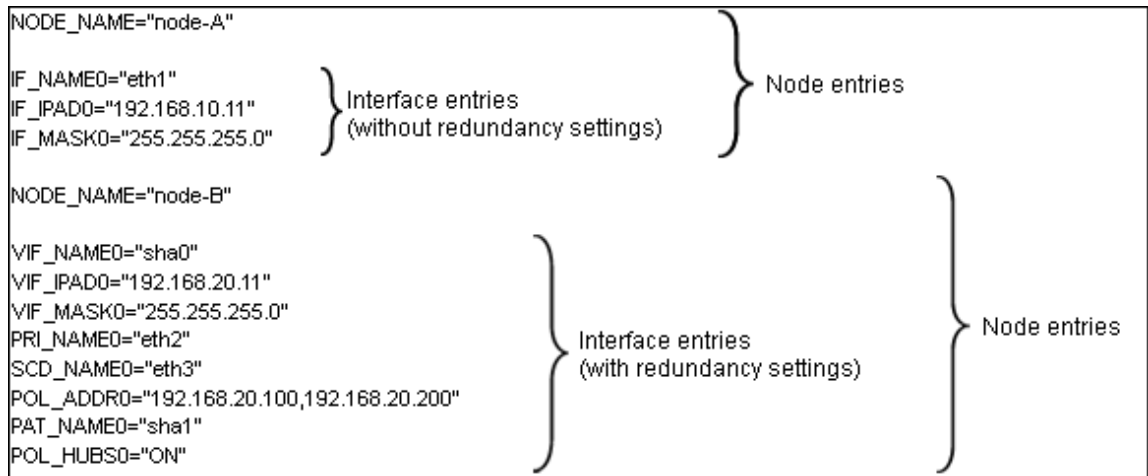 NODE_NAME="node-A"
IF_NAME0="eth1"
IF_IPAD0="192.168.10.11"
IF_MASK0="255.255.255.0"
Interface entries
(without redundancy settings)
Node entries
NODE_NAME="node-B"
VIF_NAME0="sha0"
VIF_IPAD0="192.168.20.11"
VIF_MASK0="255.255.255.0"
PRI_NAME0="eth2"
SCD_NAME0="eth3"
POL_ADDR0="192.168.20.100,192.168.20.200"
PAT_NAME0="sha1"
POL_HUBS0="ON"
Interface entries
(with redundancy settings)
Node entries